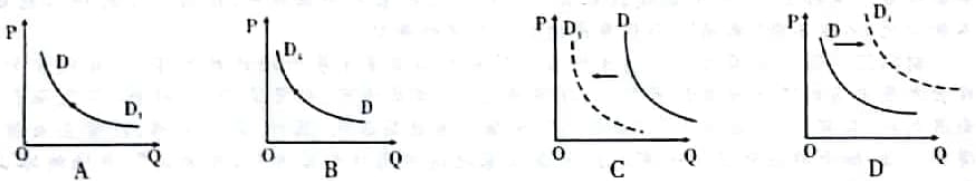 P D D₁ O Q A
P D₁ D O Q B
P D₁ D O Q C
P D D₁ O Q D